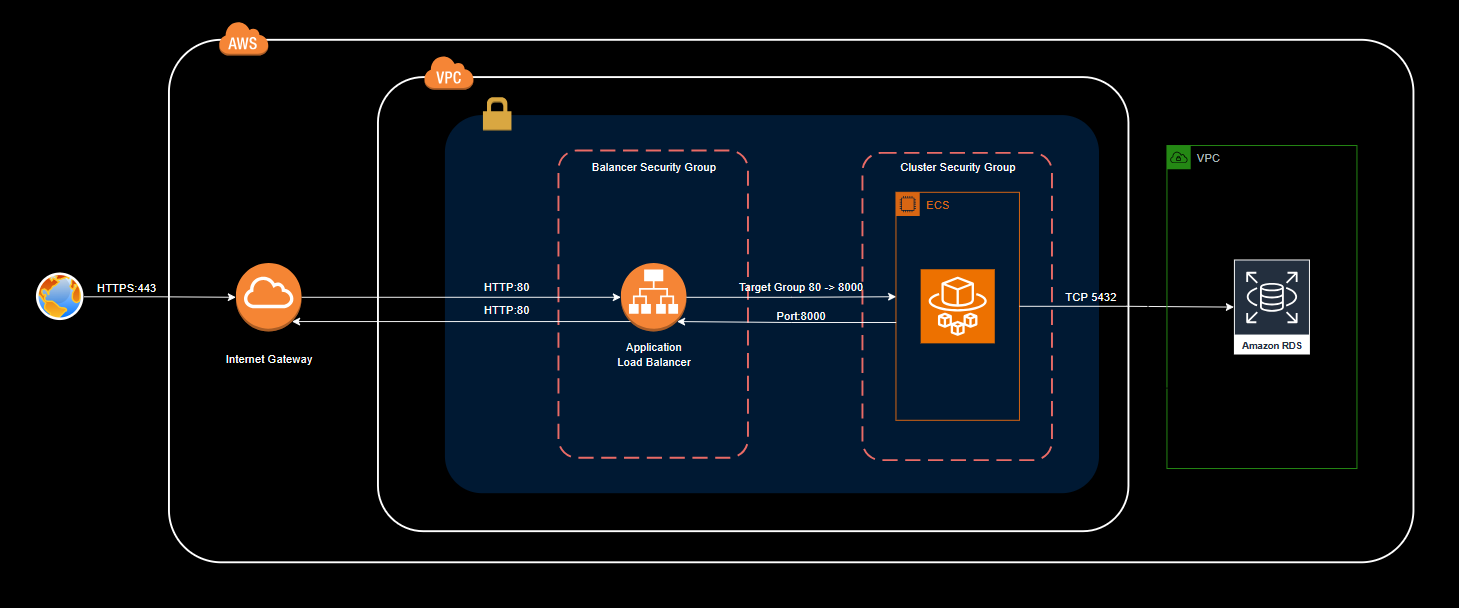 AWS
VPC
Balancer Security Group
Cluster Security Group
VPC
ECS
HTTPS:443
HTTP:80
Target Group 80 -> 8000
TCP 5432
HTTP:80
Port:8000
Internet Gateway
Application
Load Balancer
Amazon RDS